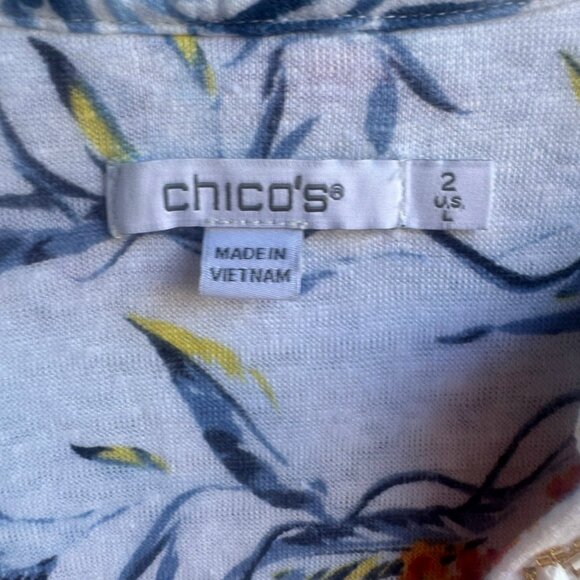 chico's®
2
U.S.
L
MADE IN
VIETNAM